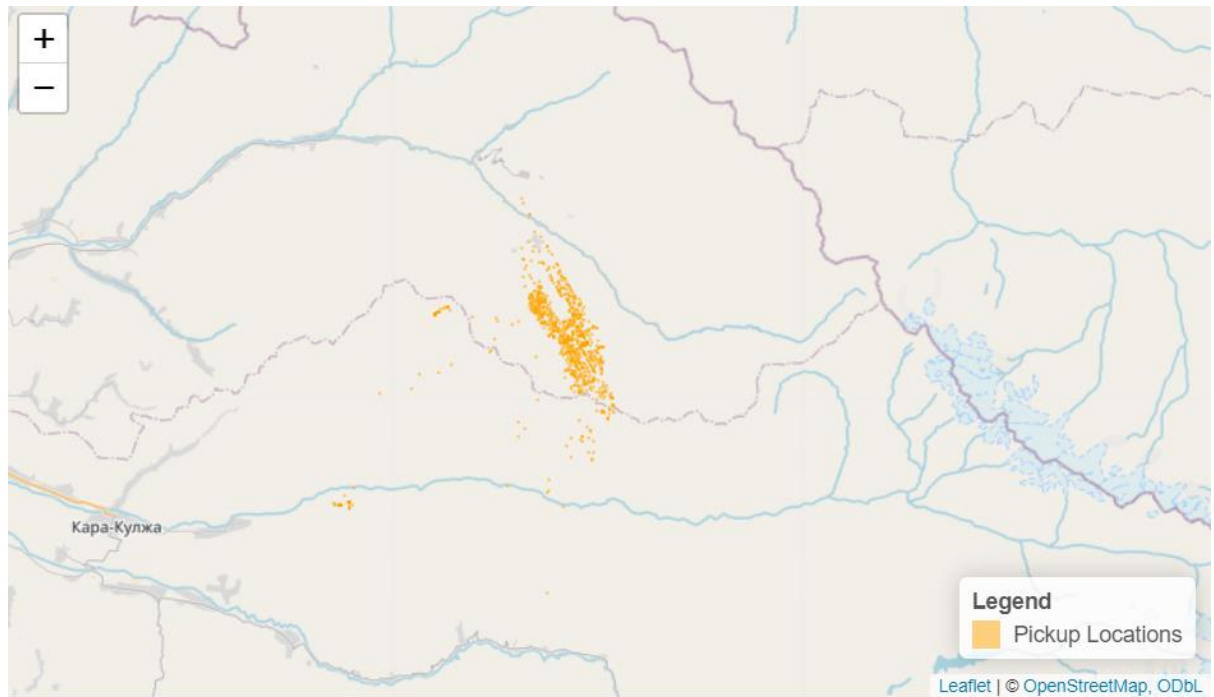 +
−
Кара-Кулжа
Legend
Pickup Locations
Leaflet | © OpenStreetMap, ODbL